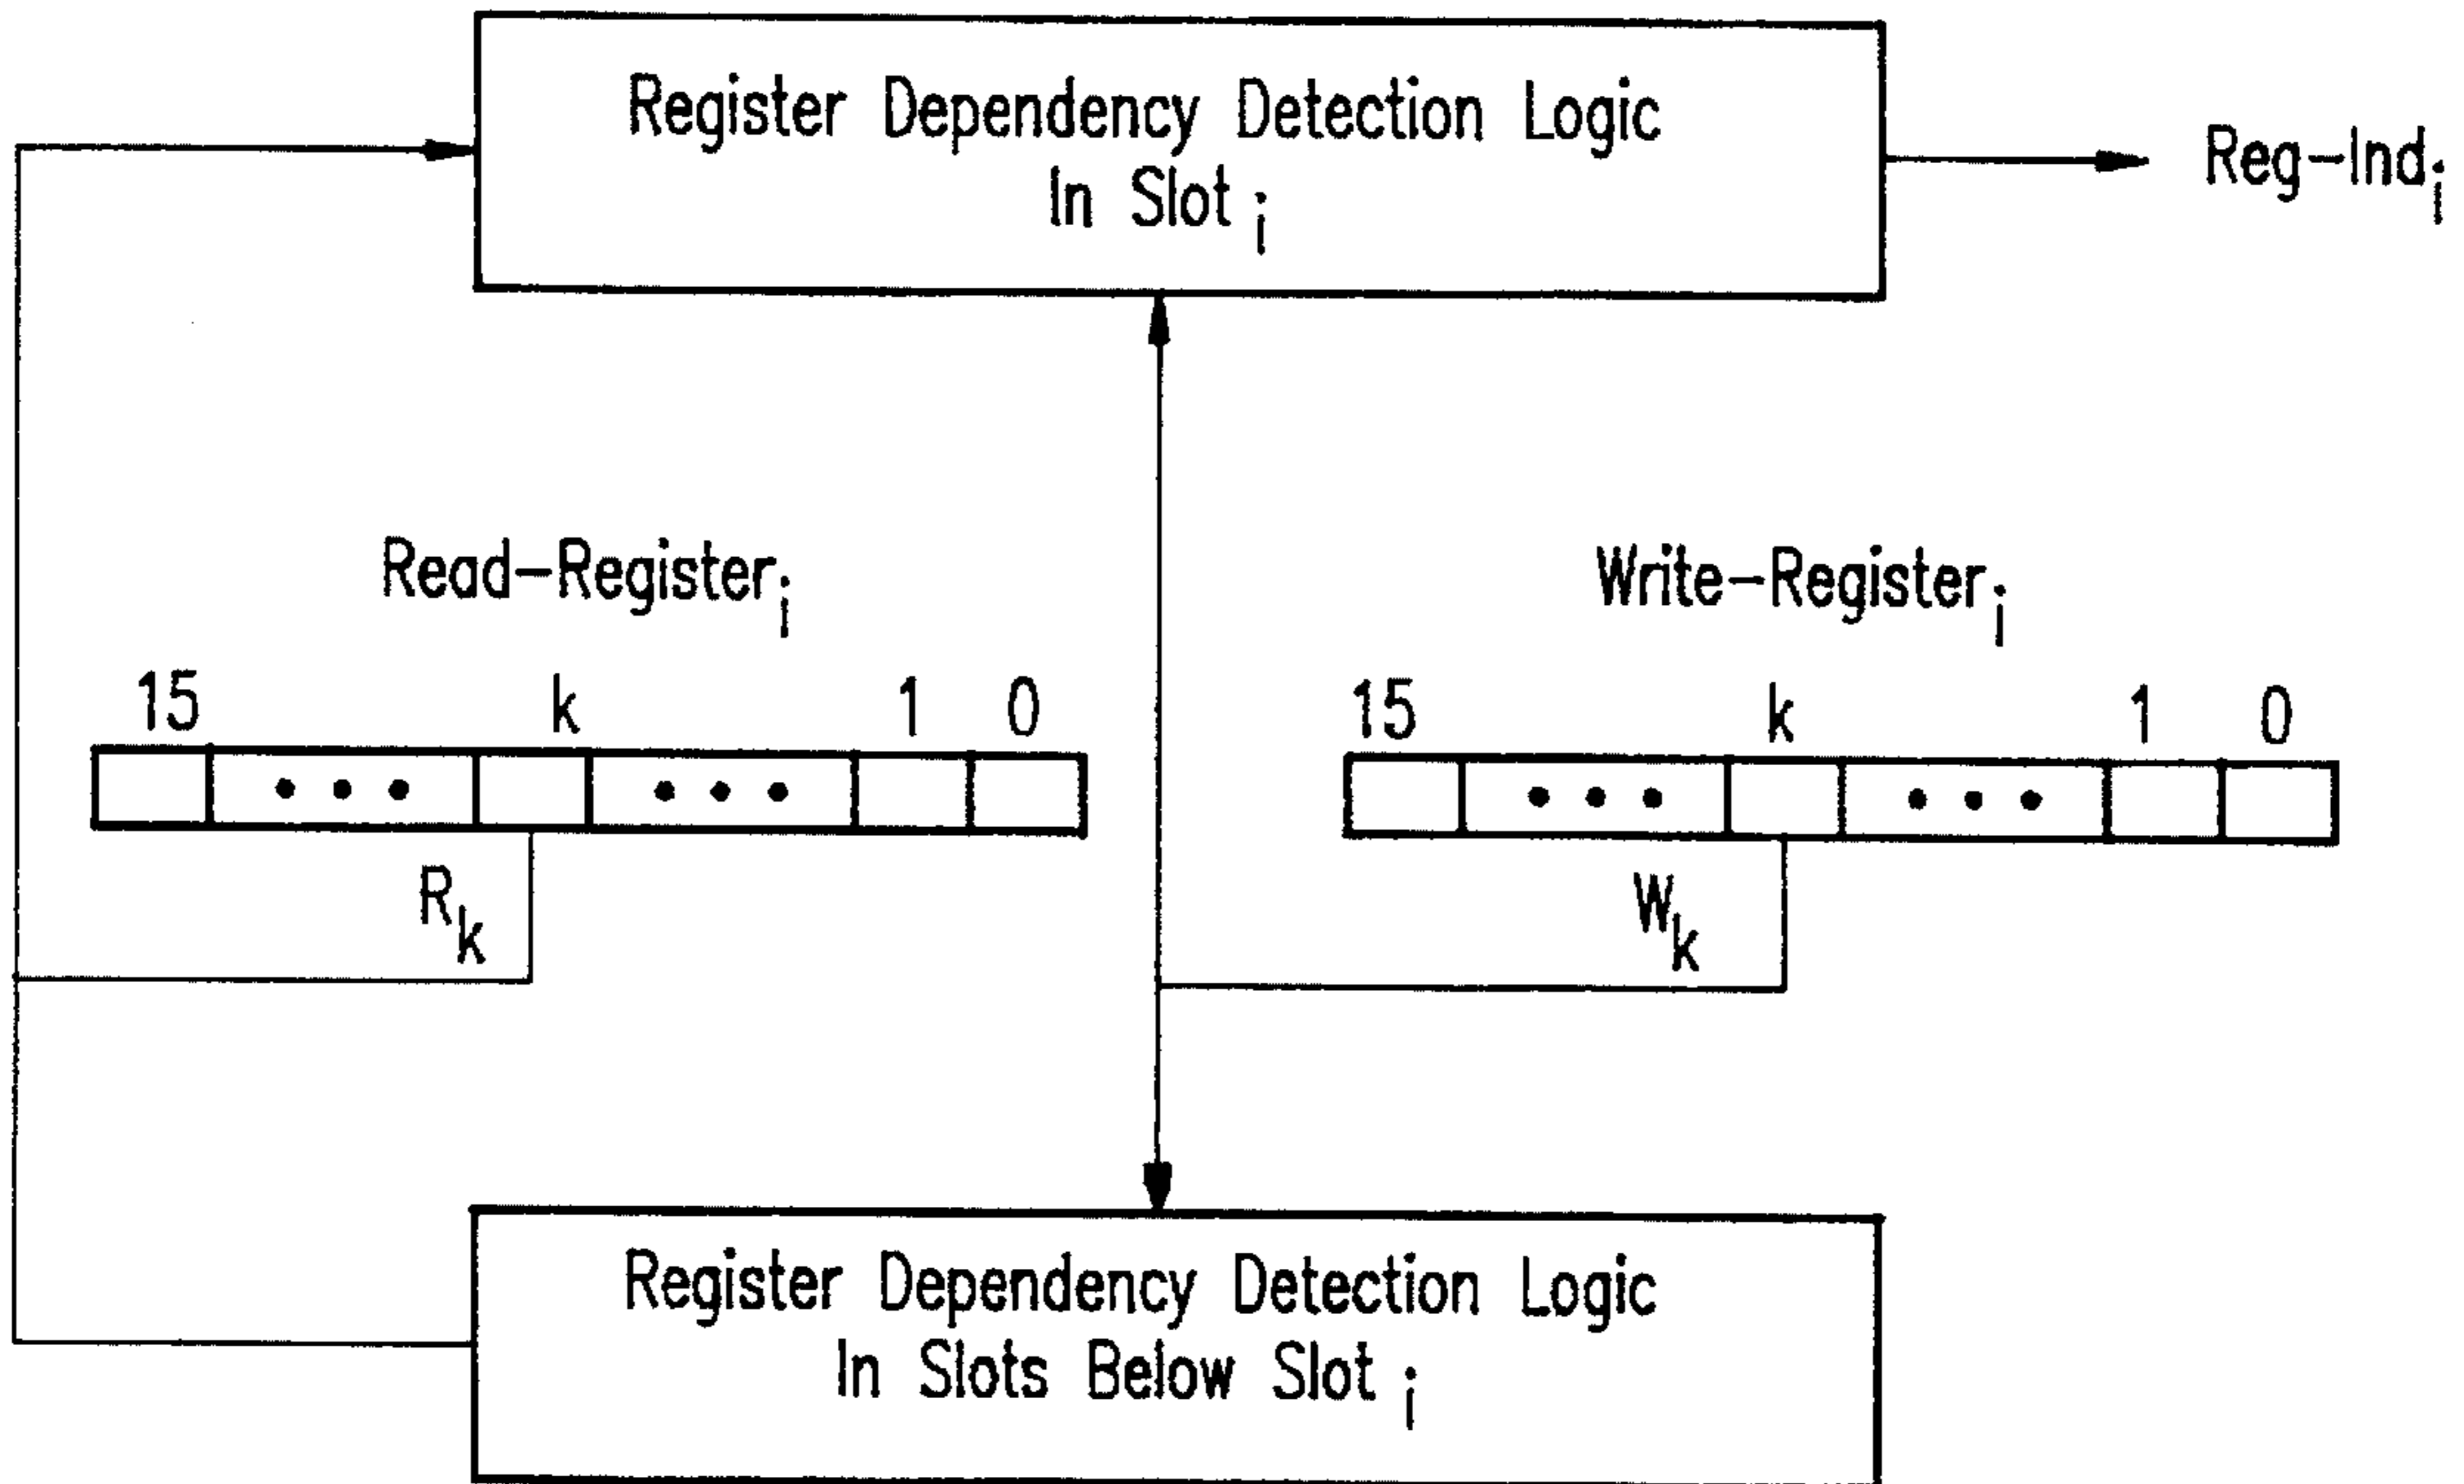 Register Dependency Detection Logic
In Slot i
Reg-Ind i
Read-Register i
Write-Register i
15 k 1 0
15 k 1 0
R k
W k
Register Dependency Detection Logic
In Slots Below Slot i